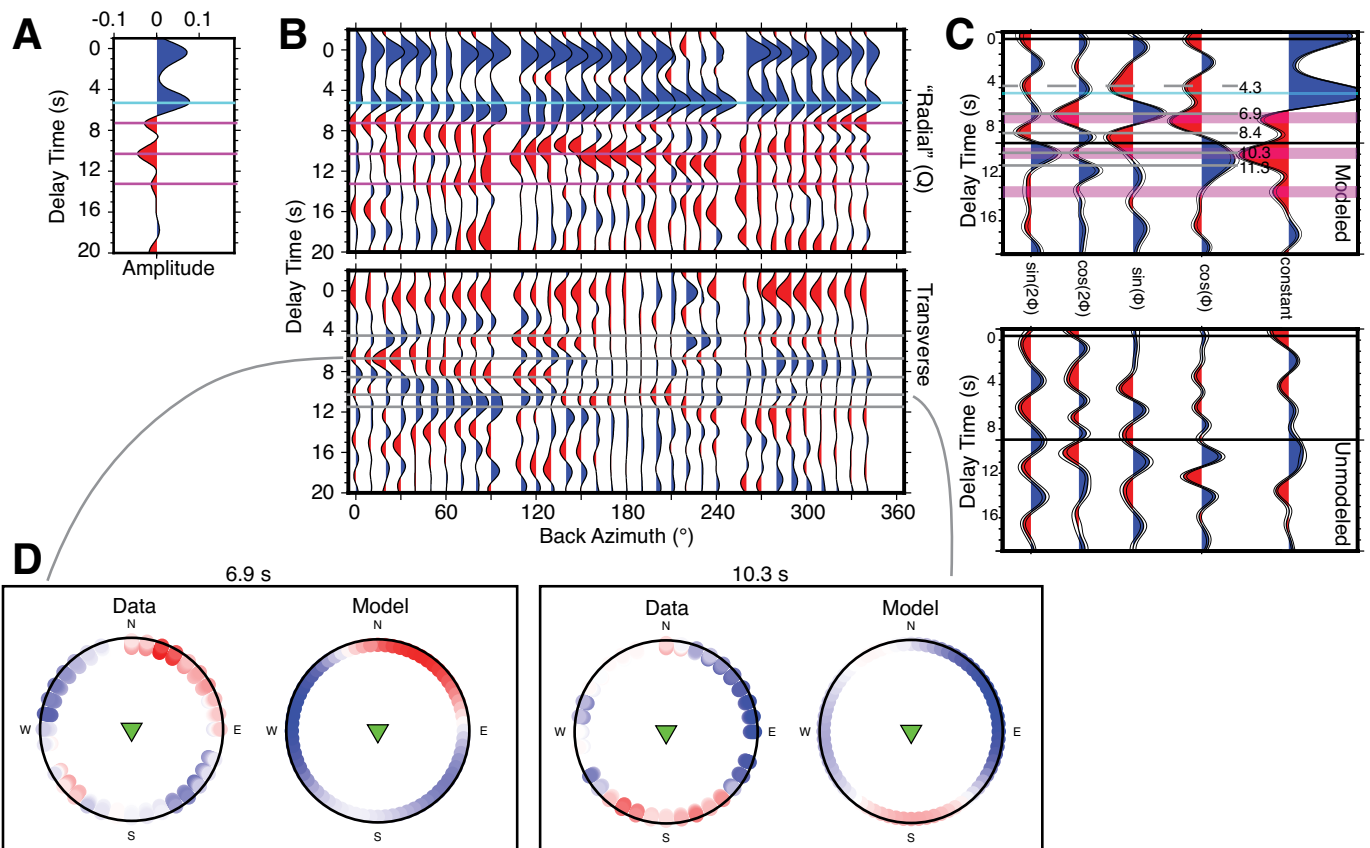 A
-0.1 0 0.1
0
4
8
12
16
20
Delay Time (s)
Amplitude
B
0
4
8
12
16
20
"Radial" (Q)
Delay Time (s)
0
4
8
12
16
20
Transverse
0 60 120 180 240 300 360
Back Azimuth (°)
C
0
4
8
12
16
Delay Time (s)
4.3
6.9
8.4
10.3
11.3
Modeled
sin(2Φ) cos(2Φ) sin(Φ) cos(Φ) constant
0
4
8
12
16
Delay Time (s)
Unmodeled
D
6.9 s
Data
N
W E
S
Model
N
W E
S
10.3 s
Data
N
W E
S
Model
N
W E
S